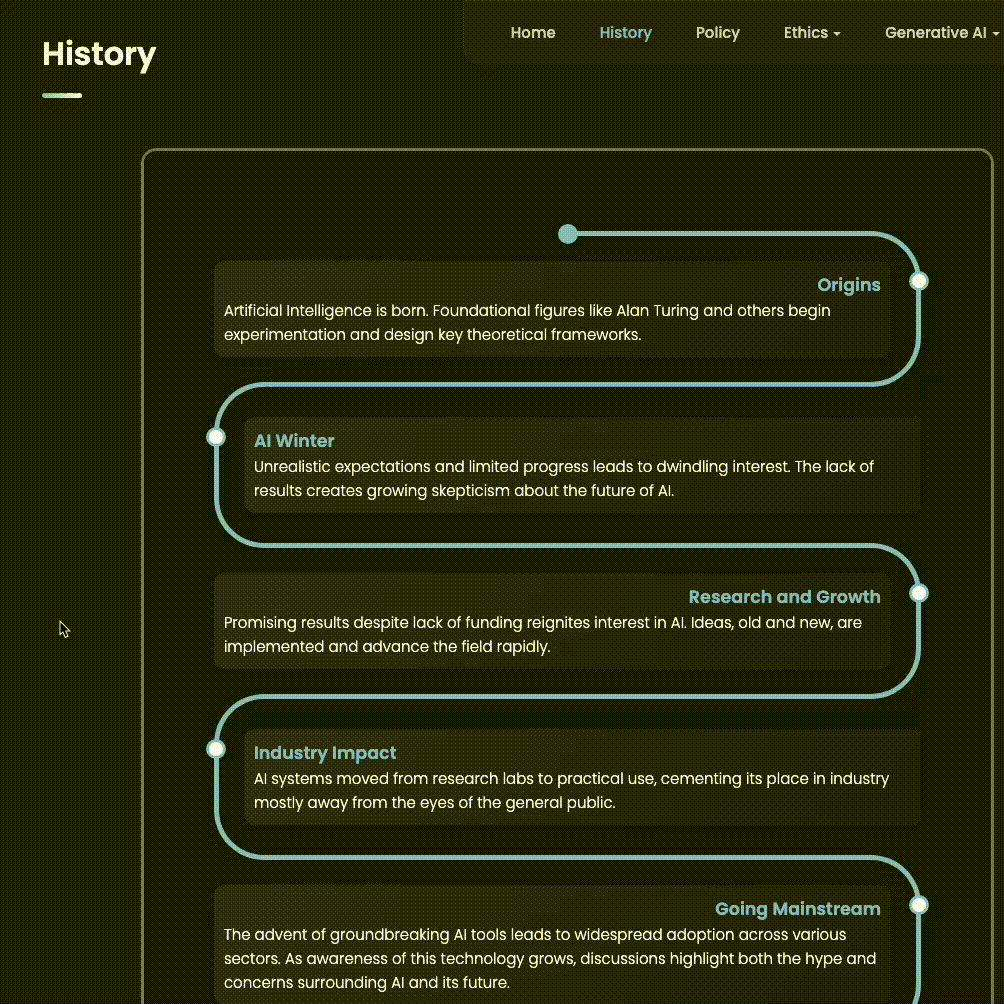 Home History Policy Ethics Generative AI
History
Origins
Artificial Intelligence is born. Foundational figures like Alan Turing and others begin
experimentation and design key theoretical frameworks.
AI Winter
Unrealistic expectations and limited progress leads to dwindling interest. The lack of
results creates growing skepticism about the future of AI.
Research and Growth
Promising results despite lack of funding reignites interest in AI. Ideas, old and new, are
implemented and advance the field rapidly.
Industry Impact
AI systems moved from research labs to practical use, cementing its place in industry
mostly away from the eyes of the general public.
Going Mainstream
The advent of groundbreaking AI tools leads to widespread adoption across various
sectors. As awareness of this technology grows, discussions highlight both the hype and
concerns surrounding AI and its future.